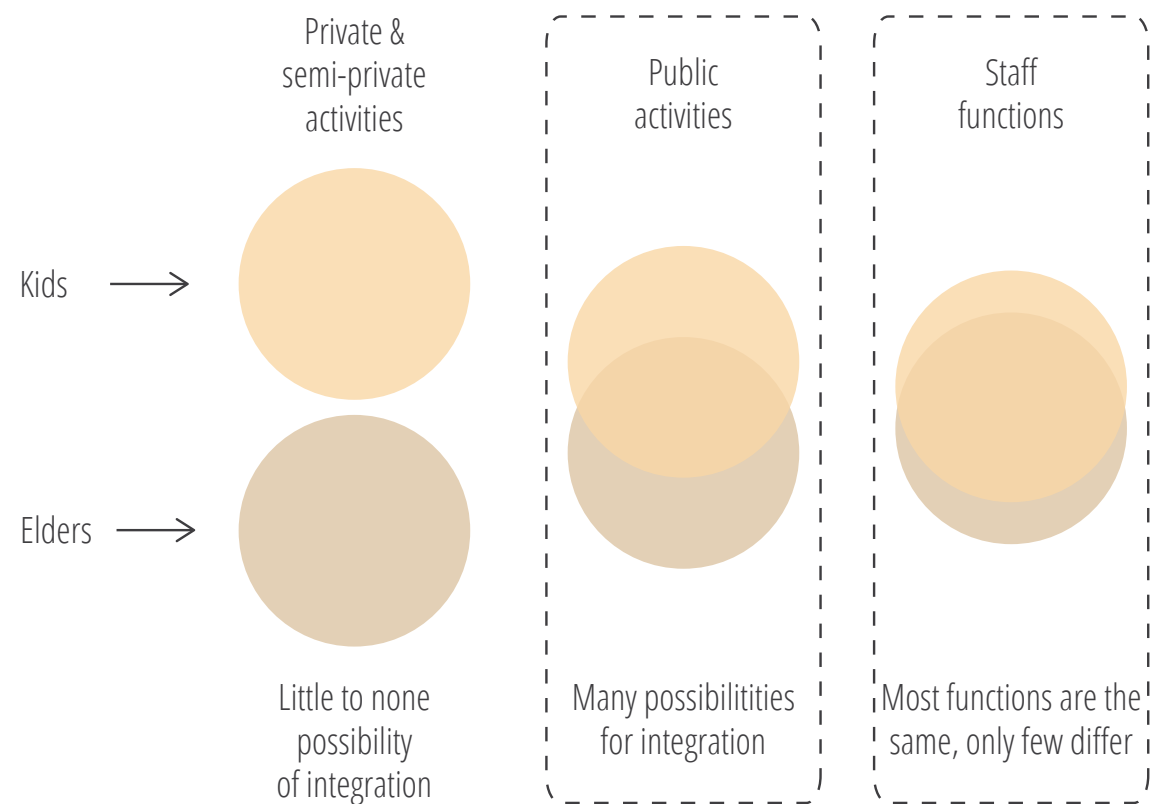 Private &
semi-private
activities
Public
activities
Staff
functions
Kids
Elders
Little to none
possibility
of integration
Many possibilitities
for integration
Most functions are the
same, only few differ